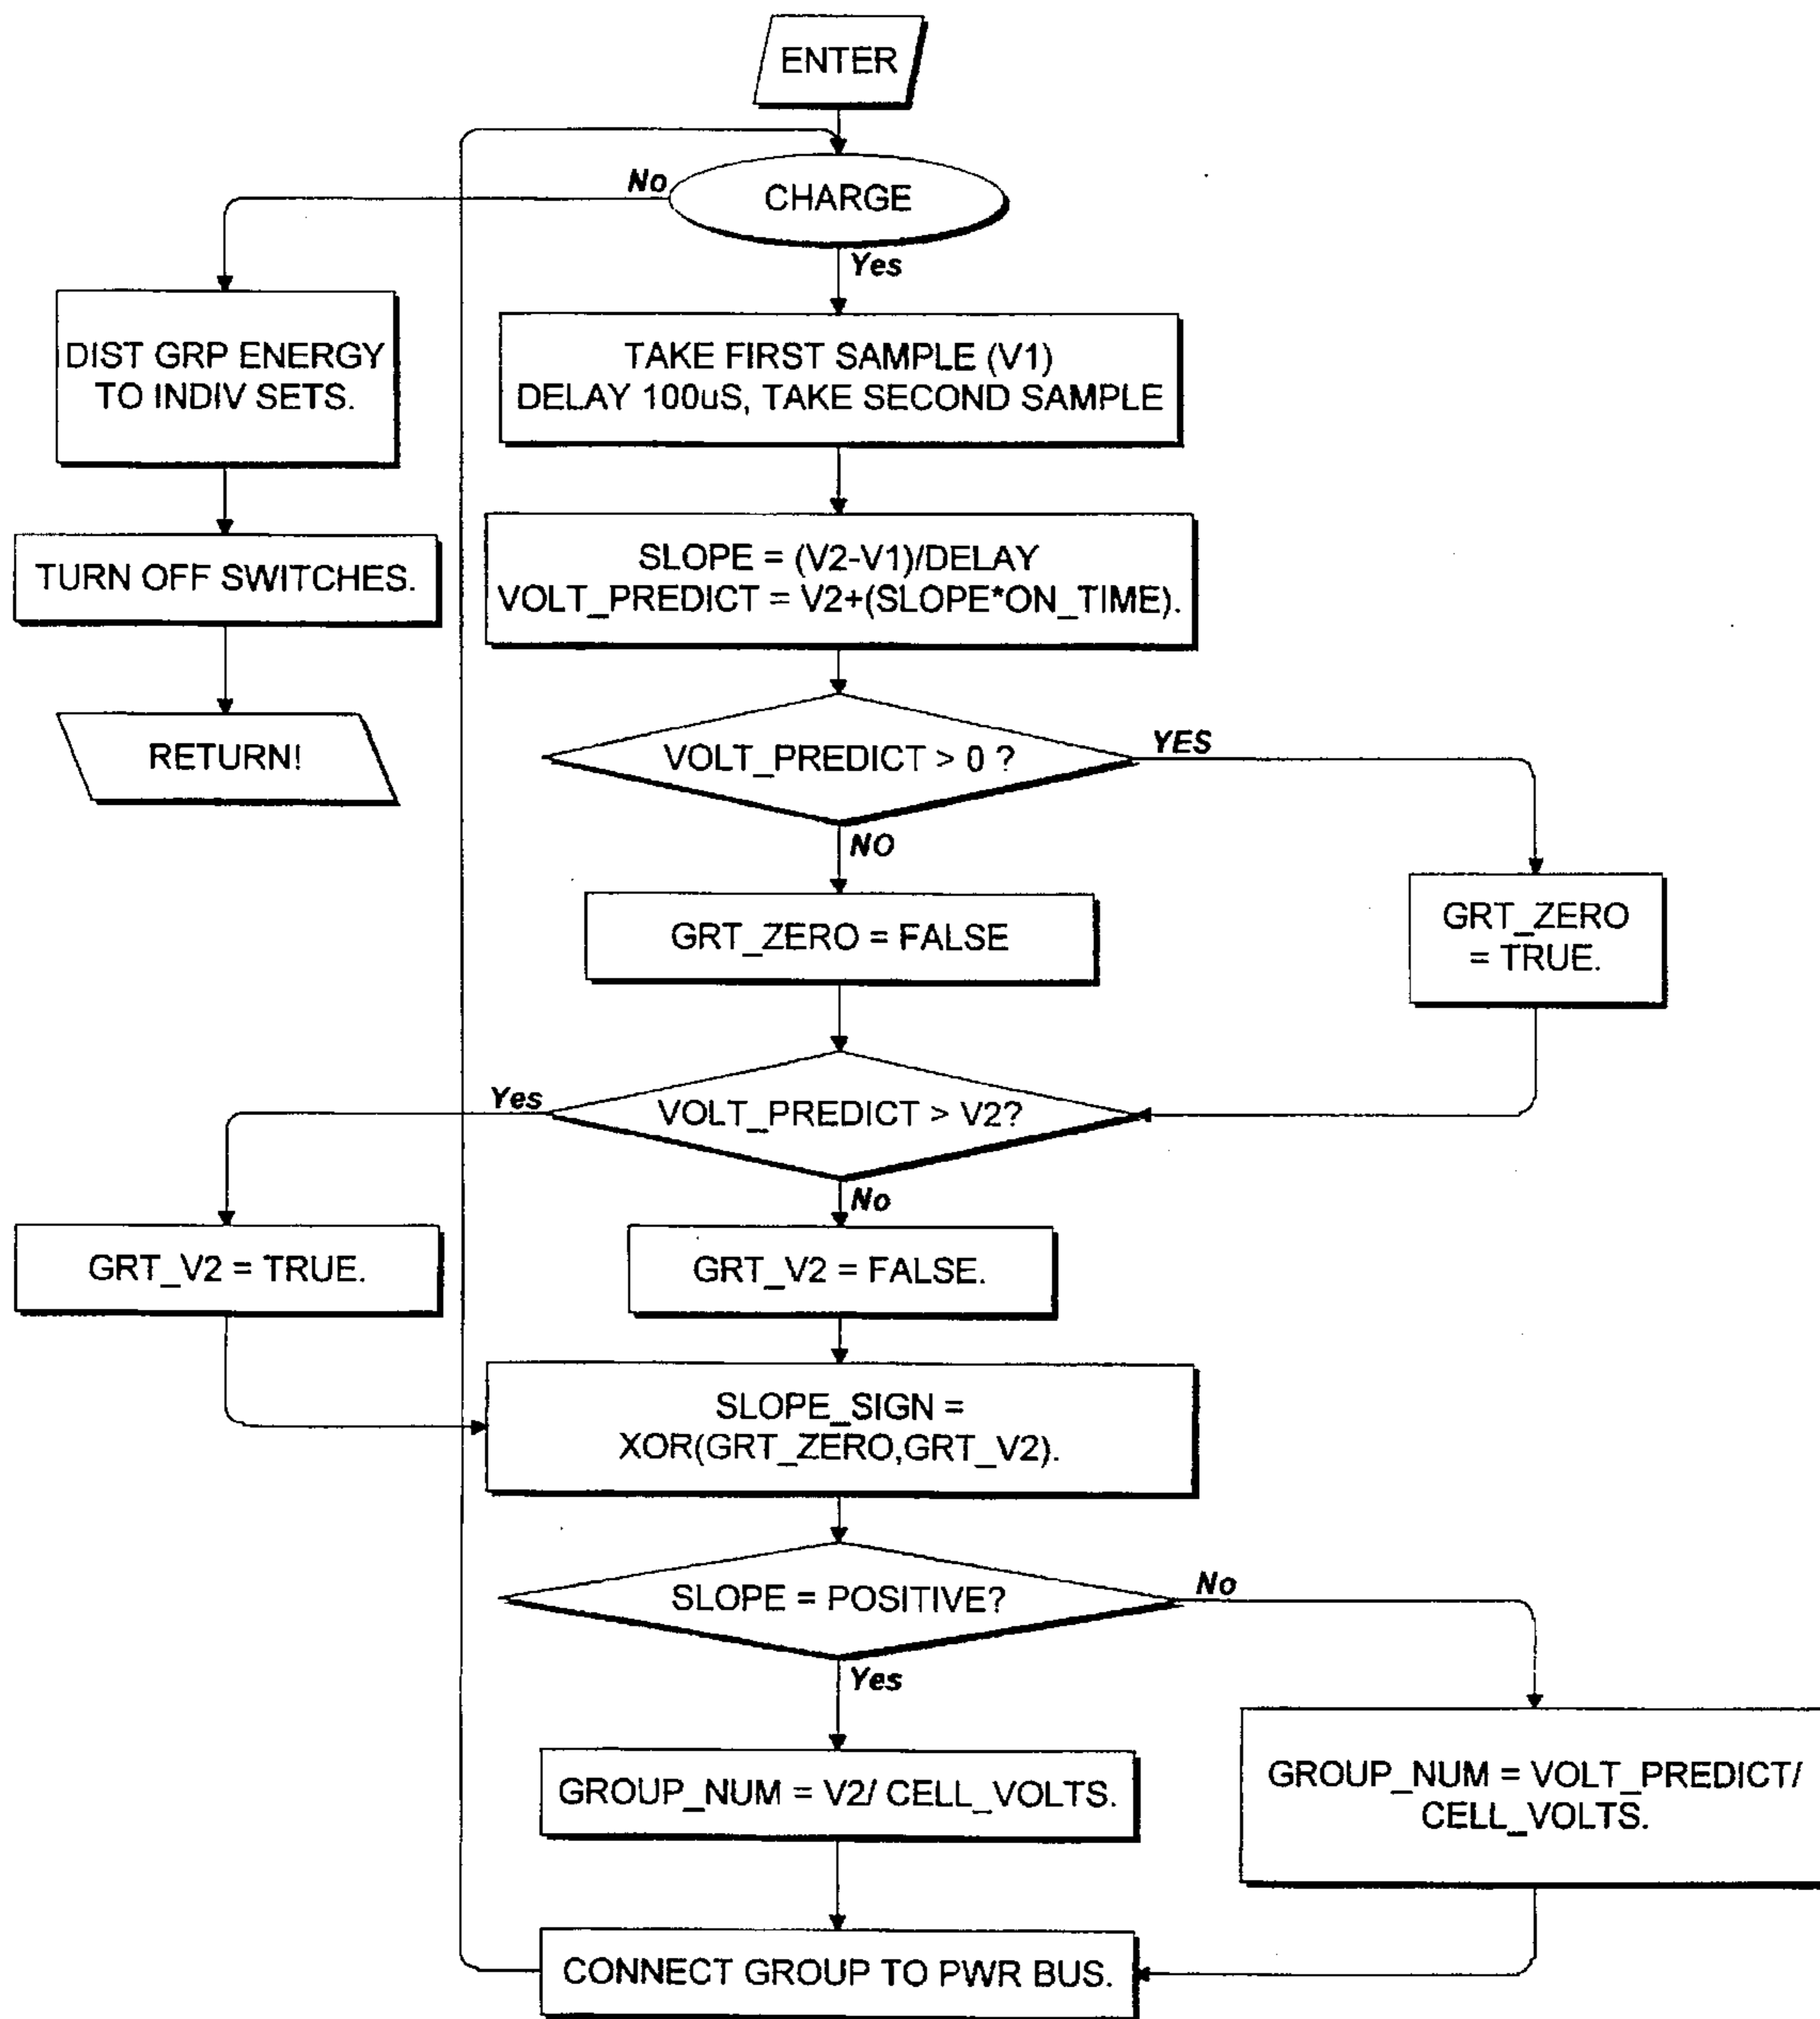 ENTER
CHARGE
No
Yes
DIST GRP ENERGY
TO INDIV SETS.
TURN OFF SWITCHES.
RETURN!
TAKE FIRST SAMPLE (V1)
DELAY 100uS, TAKE SECOND SAMPLE
SLOPE = (V2-V1)/DELAY
VOLT_PREDICT = V2+(SLOPE*ON_TIME).
VOLT_PREDICT > 0 ?
YES
NO
GRT_ZERO = FALSE
GRT_ZERO
= TRUE.
VOLT_PREDICT > V2?
Yes
No
GRT_V2 = TRUE.
GRT_V2 = FALSE.
SLOPE_SIGN =
XOR(GRT_ZERO,GRT_V2).
SLOPE = POSITIVE?
No
Yes
GROUP_NUM = V2/ CELL_VOLTS.
GROUP_NUM = VOLT_PREDICT/
CELL_VOLTS.
CONNECT GROUP TO PWR BUS.